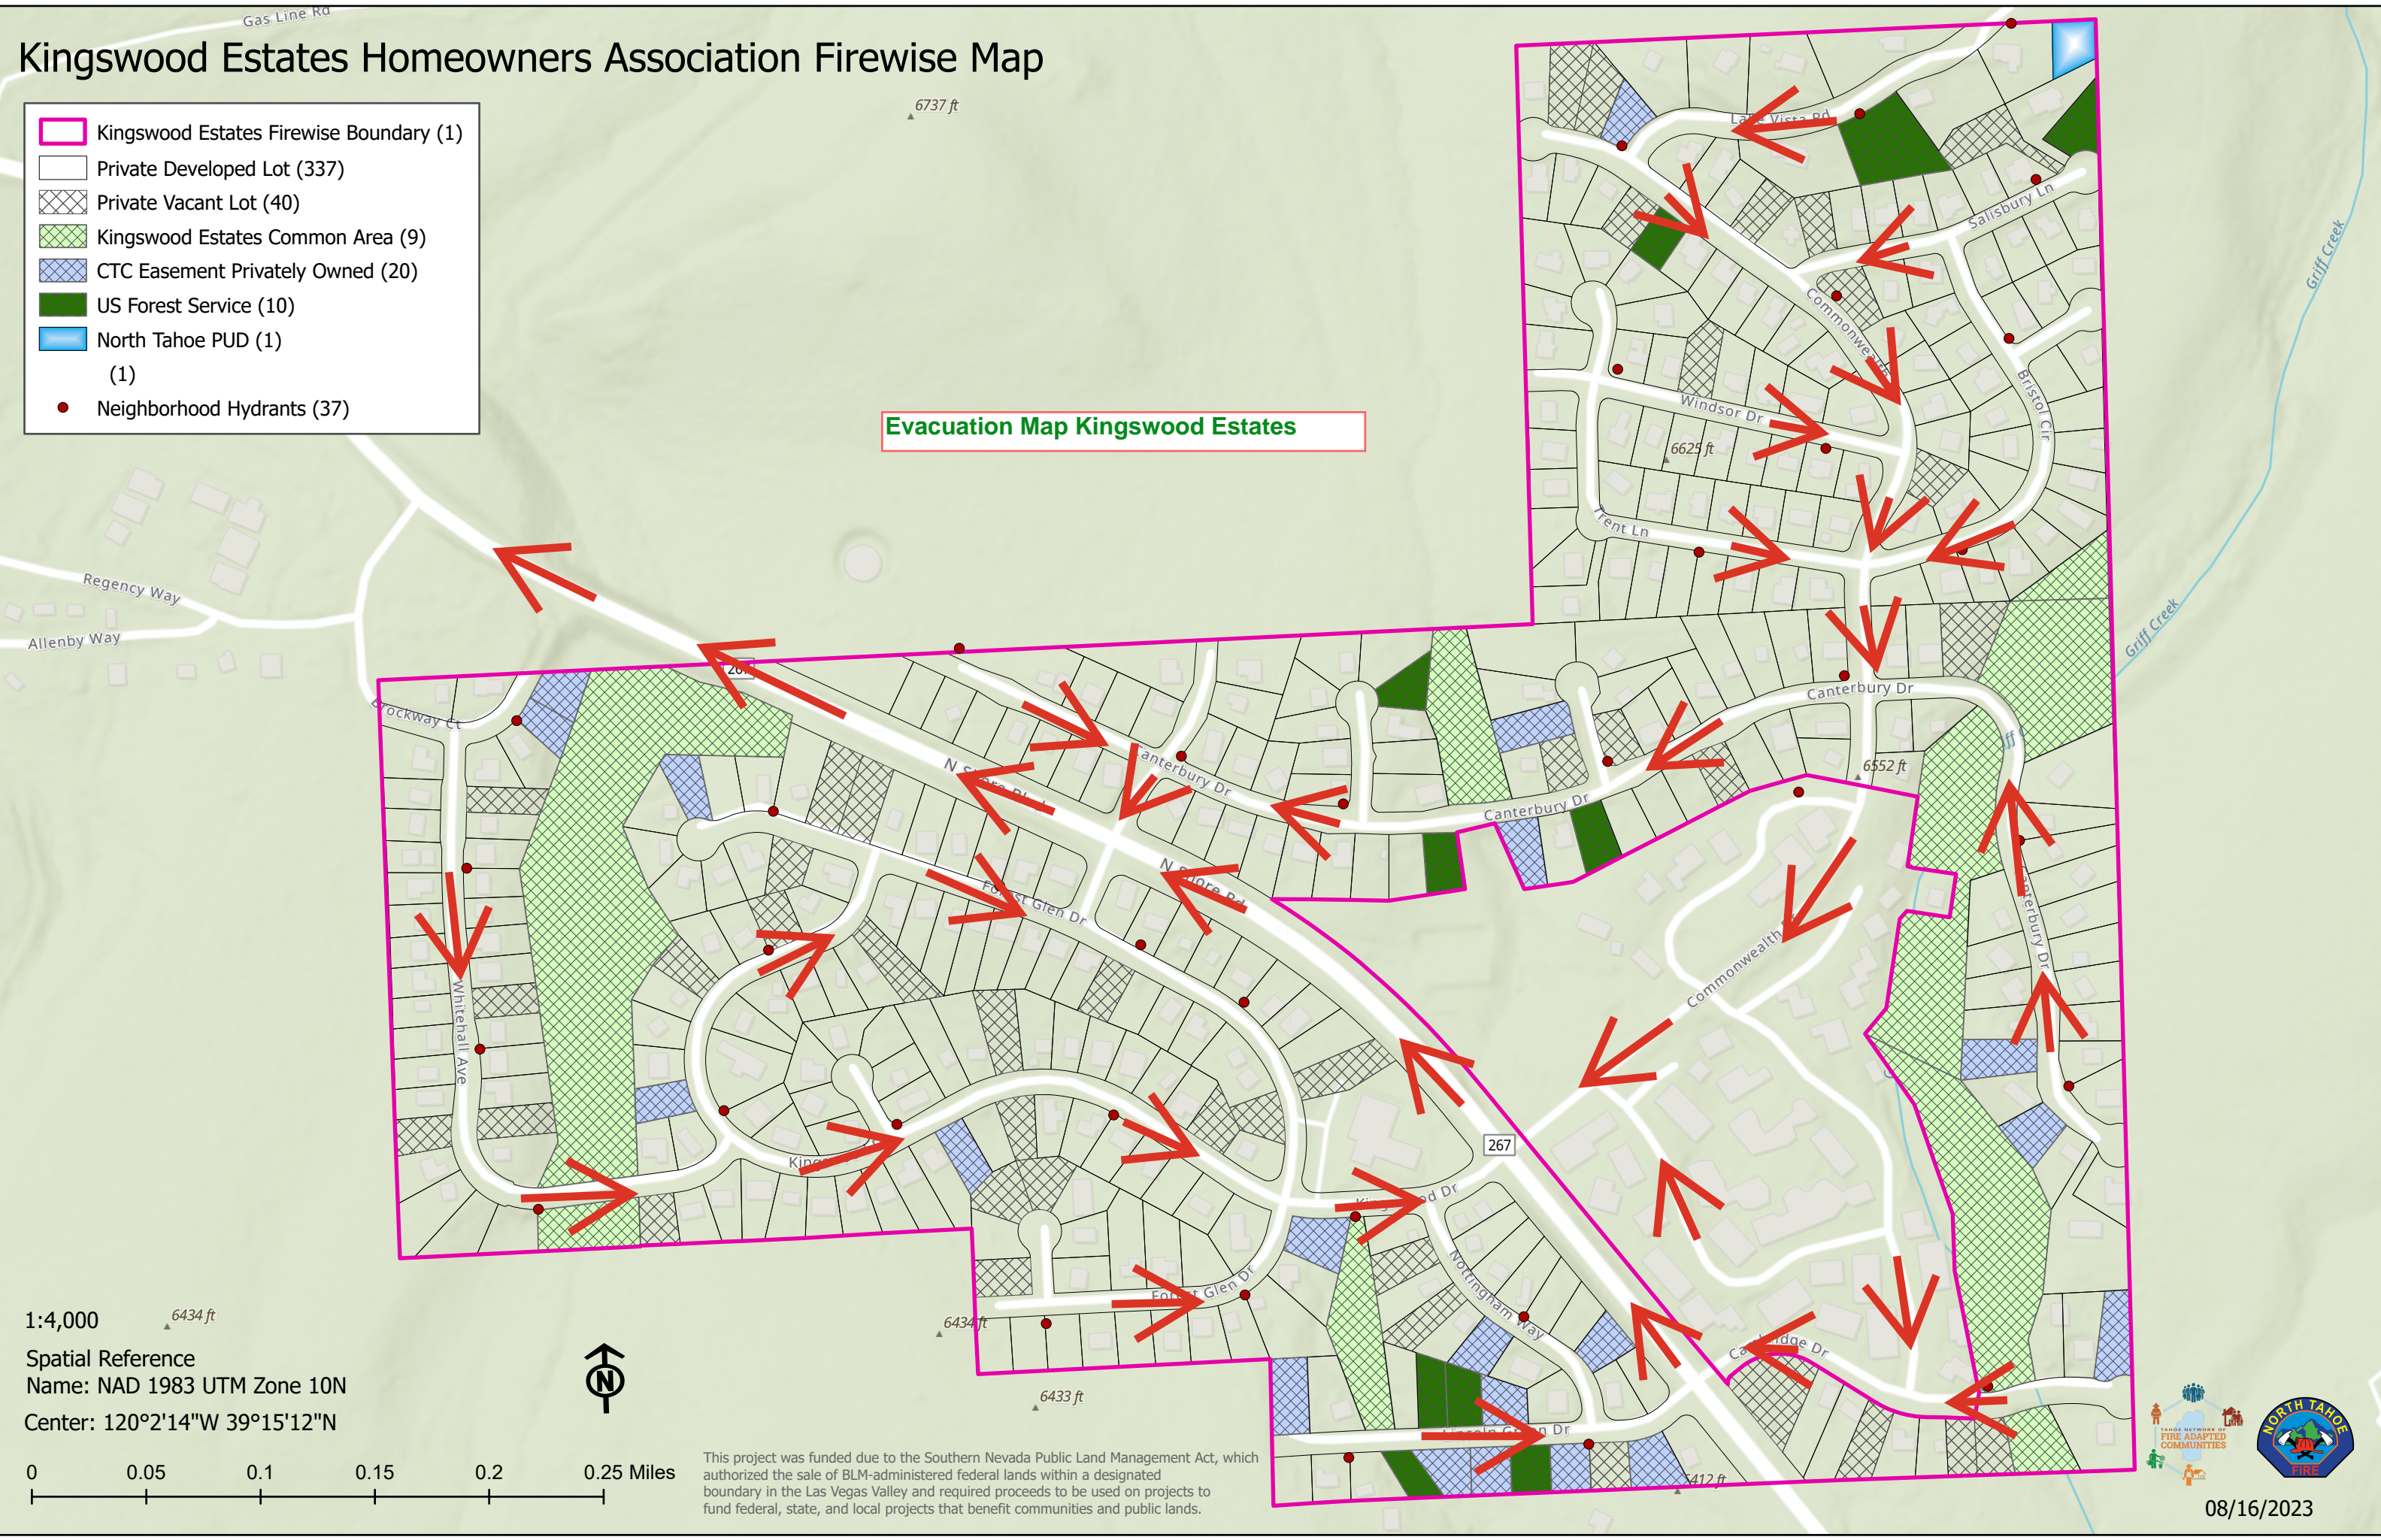 Gas Line Rd
Kingswood Estates Homeowners Association Firewise Map
Kingswood Estates Firewise Boundary (1)
Private Developed Lot (337)
Private Vacant Lot (40)
Kingswood Estates Common Area (9)
CTC Easement Privately Owned (20)
US Forest Service (10)
North Tahoe PUD (1)
(1)
Neighborhood Hydrants (37)
6737 ft
Evacuation Map Kingswood Estates
Salisbury Ln
Griff Creek
Commonwealth
Windsor Dr
Bristol Cir
6625 ft
Trent Ln
Regency Way
Allenby Way
Griff Creek
Brockway Ct
Canterbury Dr
Canterbury Dr
Canterbury Dr
6552 ft
N Shore Rd
Forest Glen Dr
Canterbury Dr
Commonwealth
Whitehall Ave
267
Nottingham Way
Forest Glen Dr
6434 ft
6434 ft
6433 ft
1:4,000
Spatial Reference
Name: NAD 1983 UTM Zone 10N
Center: 120°2'14"W 39°15'12"N
N
0 0.05 0.1 0.15 0.2 0.25 Miles
This project was funded due to the Southern Nevada Public Land Management Act, which
authorized the sale of BLM-administered federal lands within a designated
boundary in the Las Vegas Valley and required proceeds to be used on projects to
fund federal, state, and local projects that benefit communities and public lands.
TAHOE NETWORK OF
FIRE ADAPTED
COMMUNITIES
NORTH TAHOE
FIRE
08/16/2023